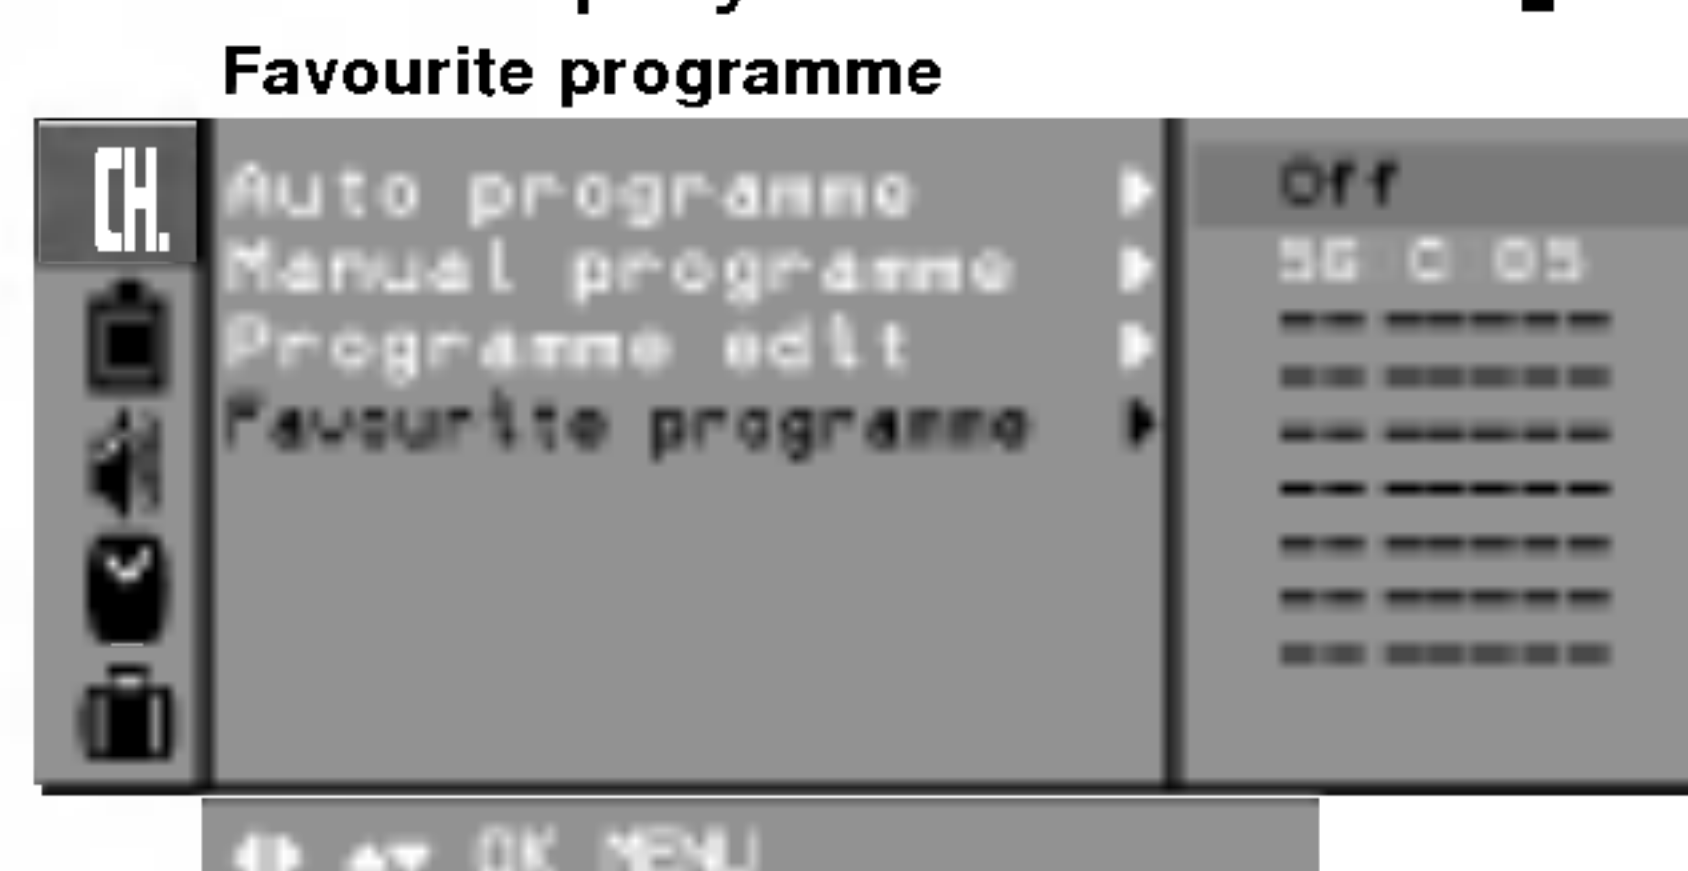 Favourite programme
CH.
Auto programme
Manual programme
Programme edit
Favourite programme
Off
5G C 05
-- ------
-- ------
-- ------
-- ------
-- ------
-- ------
-- ------
OK MENU